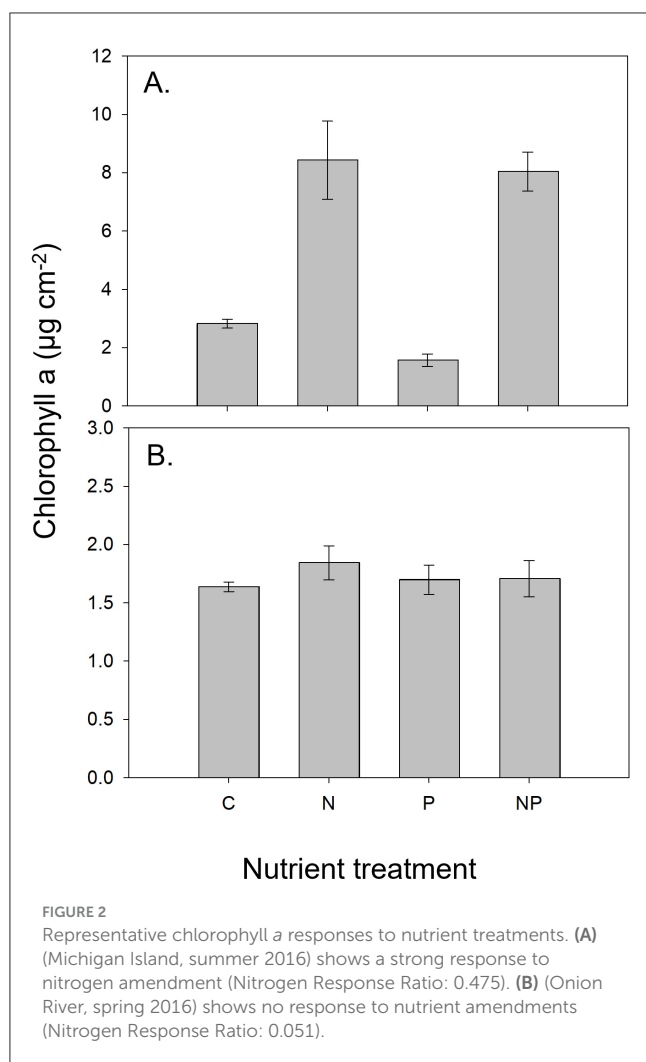 A.
12
10
8
6
4
2
0
Chlorophyll a (µg cm-2)
B.
3.0
2.5
2.0
1.5
1.0
0.5
0.0
C N P NP
Nutrient treatment
FIGURE 2
Representative chlorophyll a responses to nutrient treatments. (A)
(Michigan Island, summer 2016) shows a strong response to
nitrogen amendment (Nitrogen Response Ratio: 0.475). (B) (Onion
River, spring 2016) shows no response to nutrient amendments
(Nitrogen Response Ratio: 0.051).